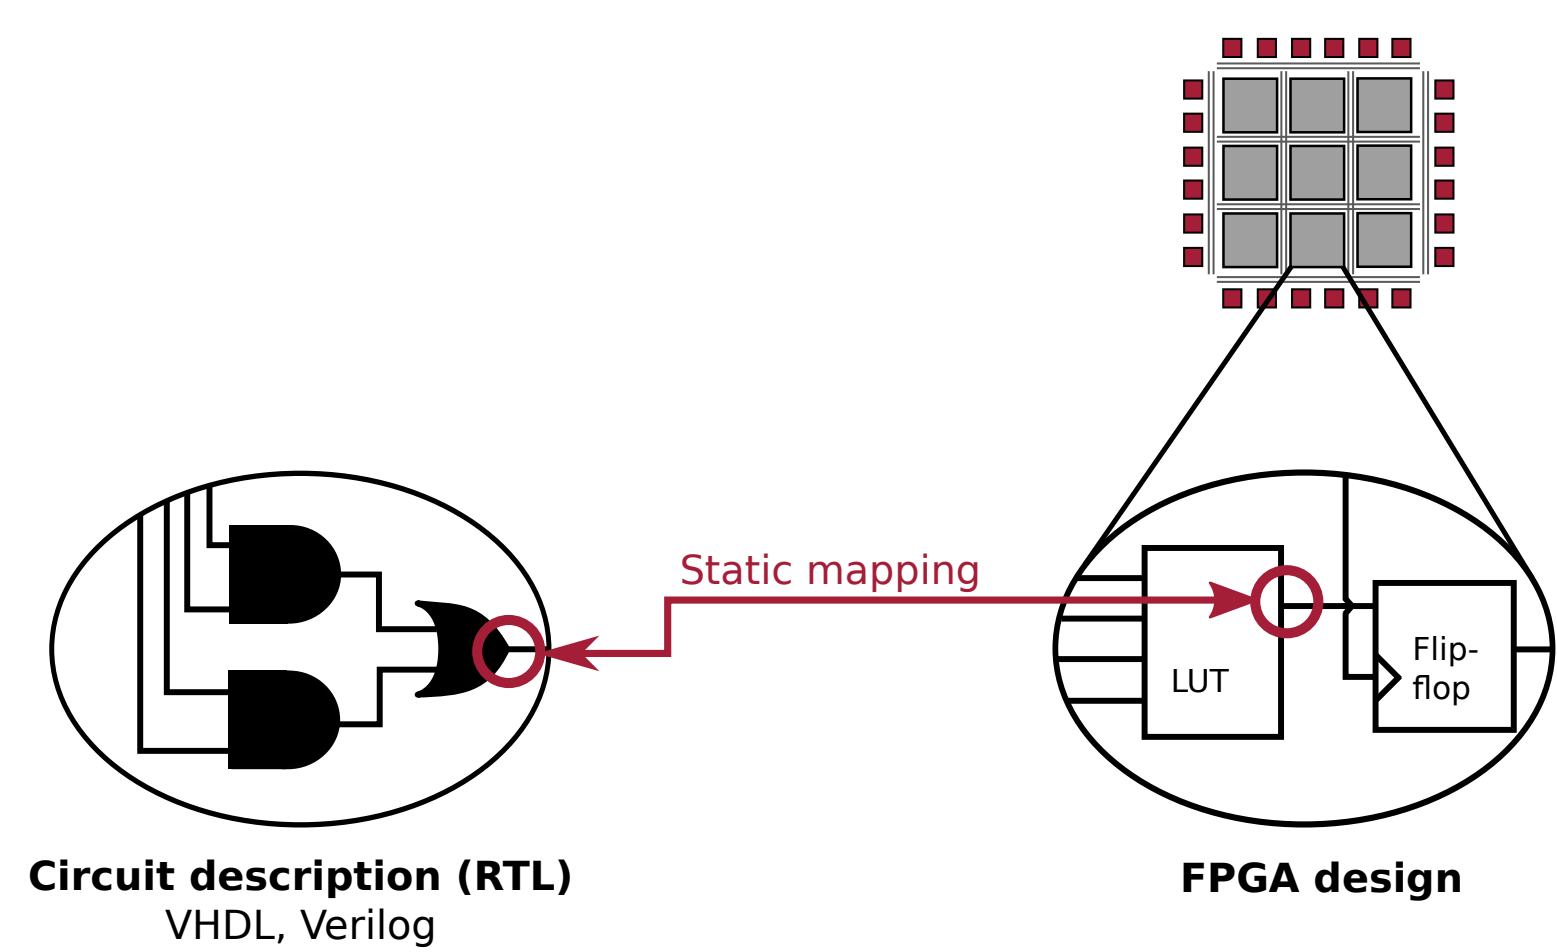 Static mapping
LUT
Flip-
flop
Circuit description (RTL)
VHDL, Verilog
FPGA design